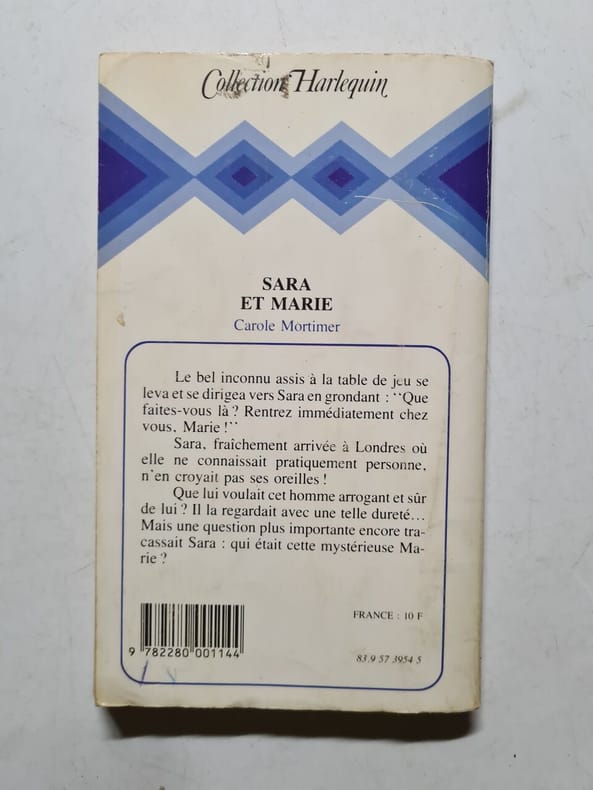 Collection Harlequin
SARA
ET MARIE
Carole Mortimer
Le bel inconnu assis à la table de jeu se
leva et se dirigea vers Sara en grondant : "Que
faites-vous là ? Rentrez immédiatement chez
vous, Marie !"
Sara, fraîchement arrivée à Londres où
elle ne connaissait pratiquement personne,
n'en croyait pas ses oreilles !
Que lui voulait cet homme arrogant et sûr
de lui ? Il la regardait avec une telle dureté...
Mais une question plus importante encore tra-
cassait Sara : qui était cette mystérieuse Ma-
rie ?
FRANCE : 10 F
9 782280 001144
83.9 57 3954 5